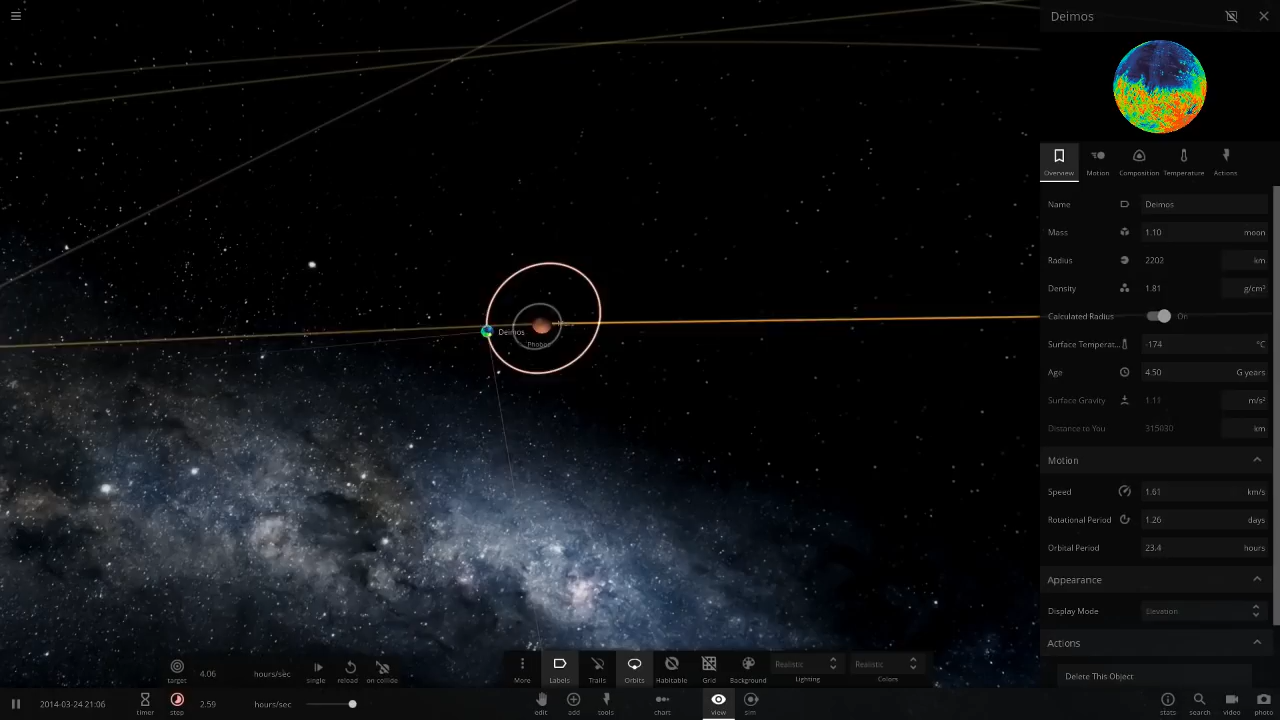 Deimos
Overview Motion Composition Temperature Actions
Name Deimos
Mass 1.10 moon
Radius 2202 km
Density 1.81 g/cm³
Calculated Radius On
Surface Temperat... -174 °C
Age 4.50 G years
Surface Gravity 1.11 m/s²
Distance to You 315030 km
Motion
Speed 1.61 km/s
Rotational Period 1.26 days
Orbital Period 23.4 hours
Appearance
Display Mode Elevation
Actions
Delete This Object
Deimos
Phobos
target 4.06 hours/sec single reload on collide
More Labels Trails Orbits Habitable Grid Background
Realistic Lighting
Realistic Colors
2014-03-24 21:06 timer step 2.59 hours/sec
edit add tools chart view sim
stats search video photo